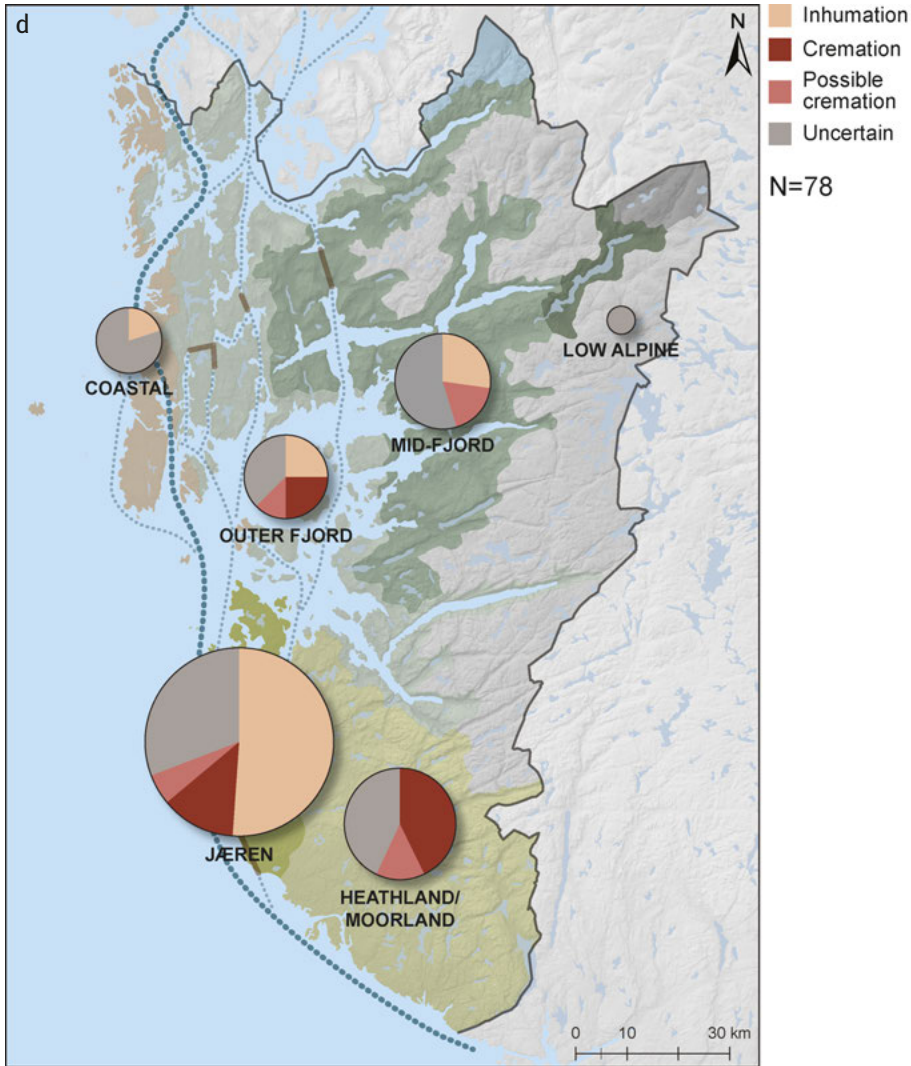 d
N
Inhumation
Cremation
Possible
cremation
Uncertain
N=78
COASTAL
LOW ALPINE
MID-FJORD
OUTER FJORD
JÆREN
HEATHLAND/
MOORLAND
0 10 30 km